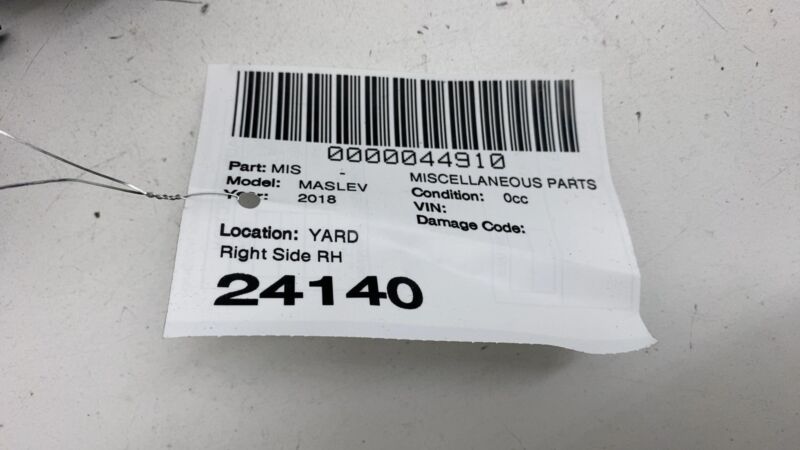 0000044910
Part: MIS - MISCELLANEOUS PARTS
Model: MASLEV Condition: 0cc
Year: 2018 VIN:
Damage Code:
Location: YARD
Right Side RH
24140